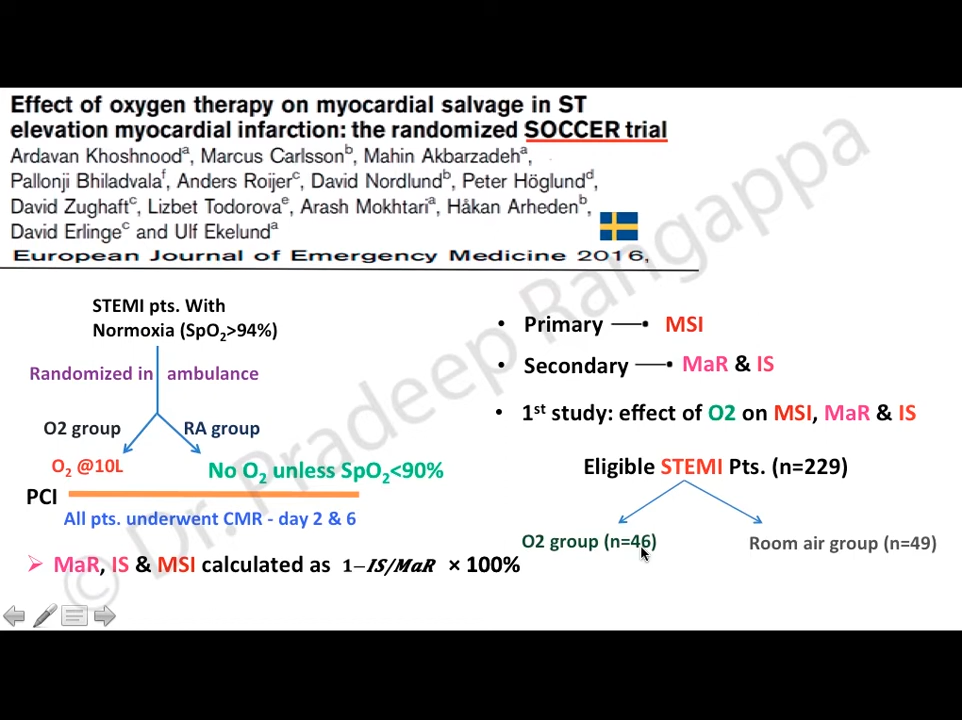 Effect of oxygen therapy on myocardial salvage in ST
elevation myocardial infarction: the randomized SOCCER trial
Ardavan Khoshnoodᵃ, Marcus Carlssonᵇ, Mahin Akbarzadehᵃ,
Pallonji Bhiladvalaᶠ, Anders Roijerᶜ, David Nordlundᵇ, Peter Höglundᵈ,
David Zughaftᶜ, Lizbet Todorovaᵉ, Arash Mokhtariᵃ, Håkan Arhedenᵇ,
David Erlingeᶜ and Ulf Ekelundᵃ
European Journal of Emergency Medicine 2016,
STEMI pts. With
Normoxia (SpO₂>94%)
Randomized in ambulance
O2 group RA group
O₂ @10L No O₂ unless SpO₂<90%
PCI
All pts. underwent CMR - day 2 & 6
➢ MaR, IS & MSI calculated as 1−IS/MaR × 100%
• Primary MSI
• Secondary MaR & IS
• 1ˢᵗ study: effect of O2 on MSI, MaR & IS
Eligible STEMI Pts. (n=229)
O2 group (n=46) Room air group (n=49)
© Dr. Pradeep Rangappa